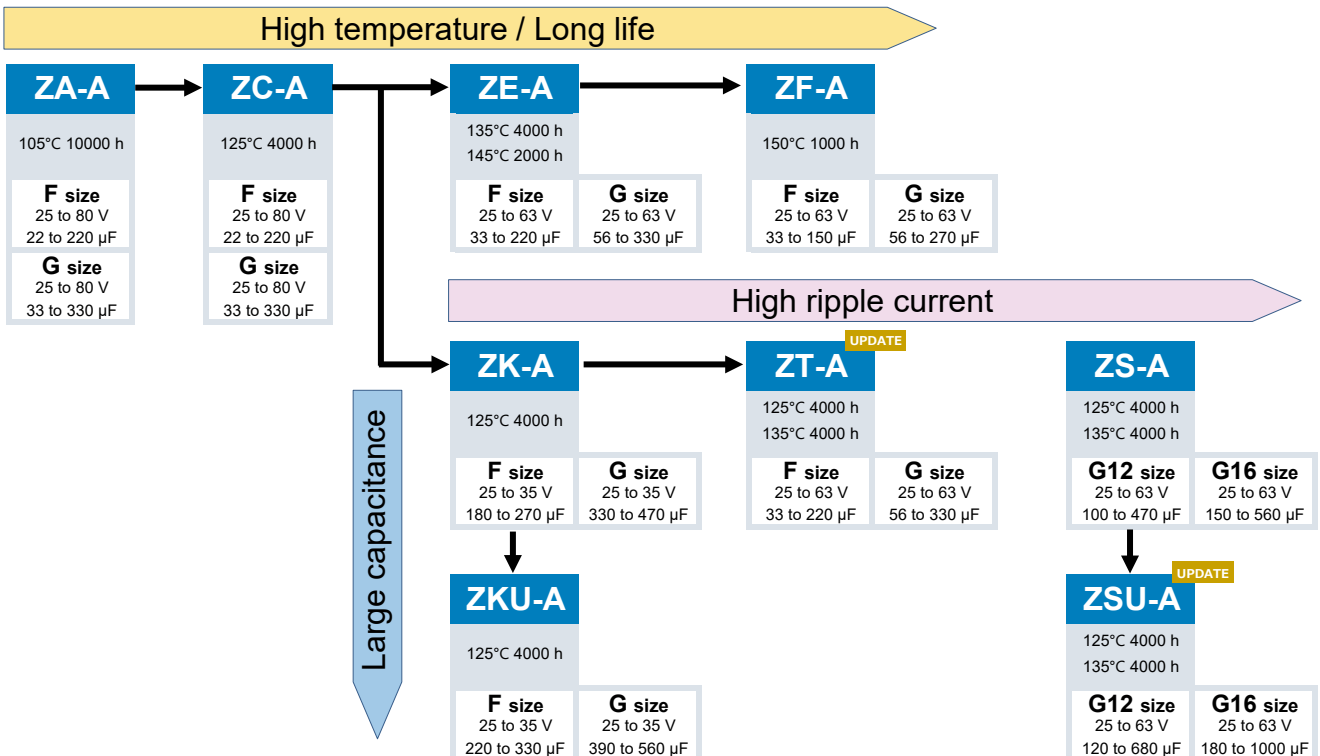 High temperature / Long life
ZA-A
105°C 10000 h
F size
25 to 80 V
22 to 220 µF
G size
25 to 80 V
33 to 330 µF
ZC-A
125°C 4000 h
F size
25 to 80 V
22 to 220 µF
G size
25 to 80 V
33 to 330 µF
ZE-A
135°C 4000 h
145°C 2000 h
F size
25 to 63 V
33 to 220 µF
G size
25 to 63 V
56 to 330 µF
ZF-A
150°C 1000 h
F size
25 to 63 V
33 to 150 µF
G size
25 to 63 V
56 to 270 µF
High ripple current
Large capacitance
ZK-A
125°C 4000 h
F size
25 to 35 V
180 to 270 µF
G size
25 to 35 V
330 to 470 µF
UPDATE
ZT-A
125°C 4000 h
135°C 4000 h
F size
25 to 63 V
33 to 220 µF
G size
25 to 63 V
56 to 330 µF
ZS-A
125°C 4000 h
135°C 4000 h
G12 size
25 to 63 V
100 to 470 µF
G16 size
25 to 63 V
150 to 560 µF
ZKU-A
125°C 4000 h
F size
25 to 35 V
220 to 330 µF
G size
25 to 35 V
390 to 560 µF
UPDATE
ZSU-A
125°C 4000 h
135°C 4000 h
G12 size
25 to 63 V
120 to 680 µF
G16 size
25 to 63 V
180 to 1000 µF